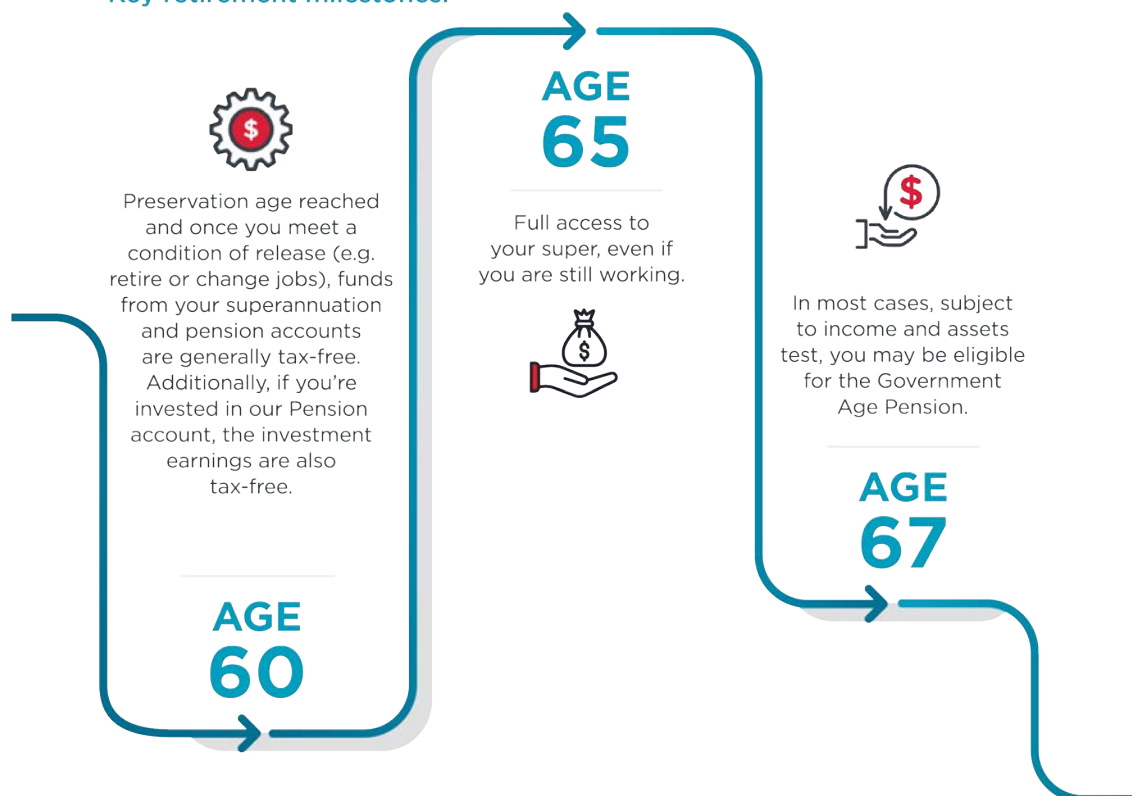 Key retirement milestones:
Preservation age reached
and once you meet a
condition of release (e.g.
retire or change jobs), funds
from your superannuation
and pension accounts
are generally tax-free.
Additionally, if you're
invested in our Pension
account, the investment
earnings are also
tax-free.
AGE
60
AGE
65
Full access to
your super, even if
you are still working.
In most cases, subject
to income and assets
test, you may be eligible
for the Government
Age Pension.
AGE
67